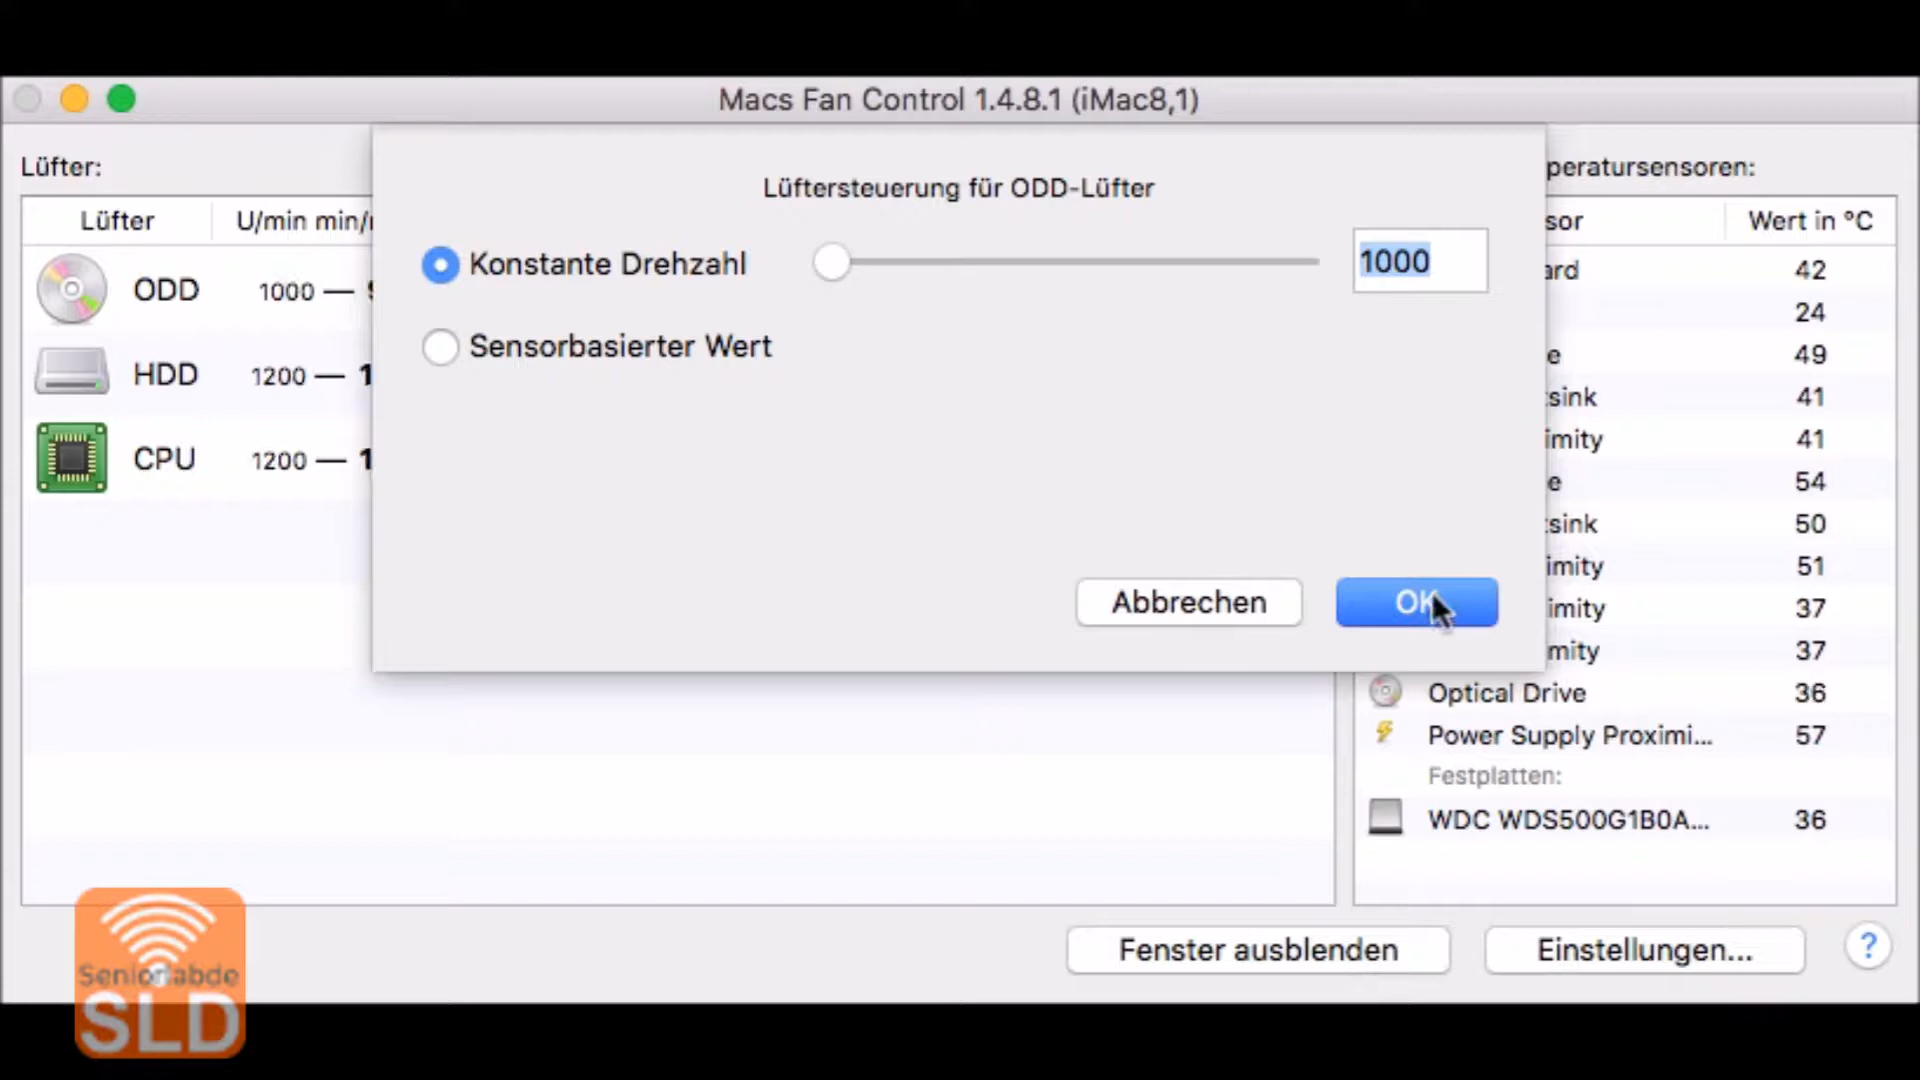 Macs Fan Control 1.4.8.1 (iMac8,1)
Lüfter:
peratursensoren:
Lüftersteuerung für ODD-Lüfter
Lüfter U/min min/
sor Wert in °C
Konstante Drehzahl 1000
Sensorbasierter Wert
ODD 1000 —
HDD 1200 — 1
CPU 1200 — 1
ard 42
24
e 49
sink 41
imity 41
e 54
sink 50
imity 51
imity 37
mity 37
Optical Drive 36
Power Supply Proximi... 57
Festplatten:
WDC WDS500G1B0A... 36
Abbrechen OK
Fenster ausblenden Einstellungen... ?
Seniorlabde
SLD